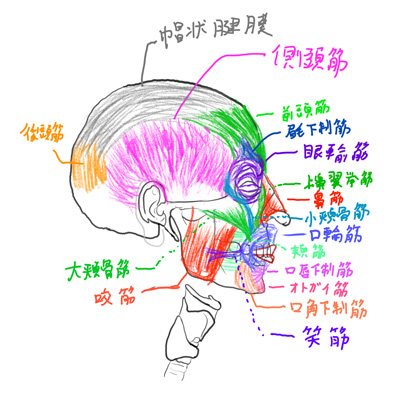 帽状腱膜
側頭筋
前頭筋
後頭筋
眉下制筋
眼輪筋
上唇翼挙筋
鼻筋
小頬骨筋
口輪筋
頬筋
大頬骨筋
口唇下制筋
咬筋
オトガイ筋
口角下制筋
笑筋